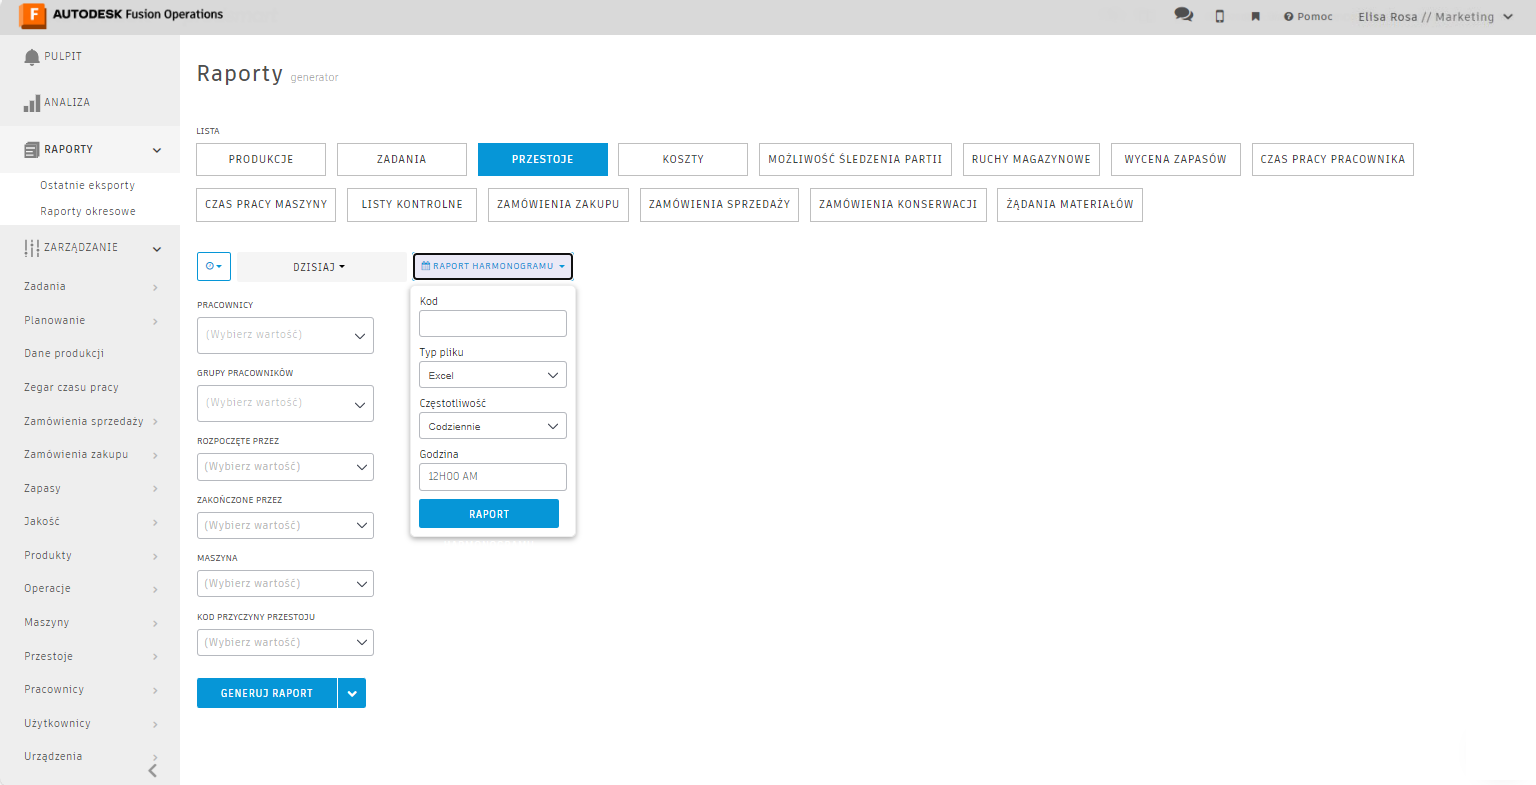 F AUTODESK Fusion Operations
Pomoc
Elisa Rosa // Marketing
PULPIT
ANALIZA
RAPORTY
Ostatnie eksporty
Raporty okresowe
ZARZĄDZANIE
Zadania
Planowanie
Dane produkcji
Zegar czasu pracy
Zamówienia sprzedaży
Zamówienia zakupu
Zapasy
Jakość
Produkty
Operacje
Maszyny
Przestoje
Pracownicy
Użytkownicy
Urządzenia
Raporty generator
LISTA
PRODUKCJE
ZADANIA
PRZESTOJE
KOSZTY
MOŻLIWOŚĆ ŚLEDZENIA PARTII
RUCHY MAGAZYNOWE
WYCENA ZAPASÓW
CZAS PRACY PRACOWNIKA
CZAS PRACY MASZYNY
LISTY KONTROLNE
ZAMÓWIENIA ZAKUPU
ZAMÓWIENIA SPRZEDAŻY
ZAMÓWIENIA KONSERWACJI
ŻĄDANIA MATERIAŁÓW
DZISIAJ
RAPORT HARMONOGRAMU
PRACOWNICY
(Wybierz wartość)
GRUPY PRACOWNIKÓW
(Wybierz wartość)
ROZPOCZĘTE PRZEZ
(Wybierz wartość)
ZAKOŃCZONE PRZEZ
(Wybierz wartość)
MASZYNA
(Wybierz wartość)
KOD PRZYCZYNY PRZESTOJU
(Wybierz wartość)
GENERUJ RAPORT
Kod
Typ pliku
Excel
Częstotliwość
Codziennie
Godzina
12H00 AM
RAPORT